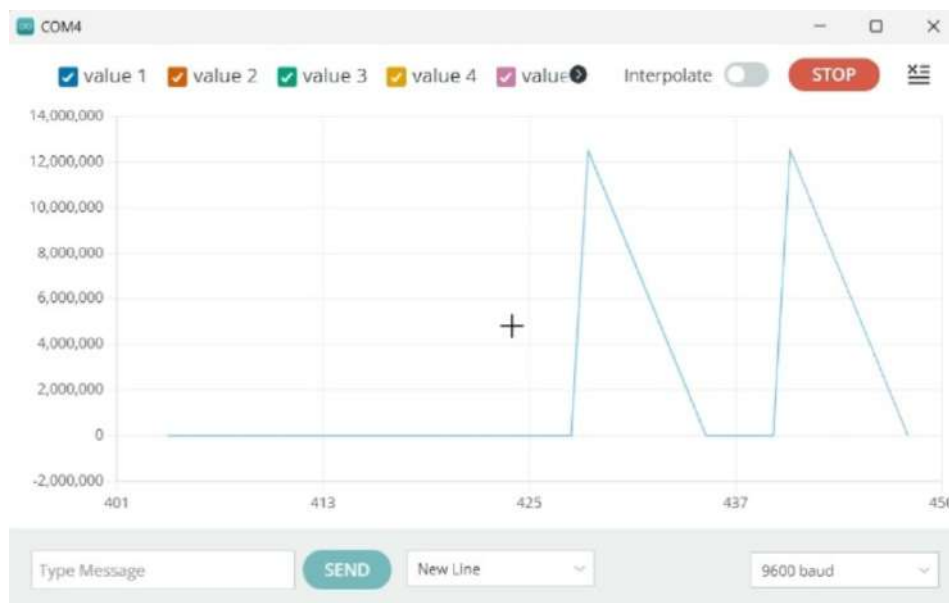 COM4
value 1 value 2 value 3 value 4 value Interpolate STOP
14,000,000
12,000,000
10,000,000
8,000,000
6,000,000
4,000,000
2,000,000
0
-2,000,000
401 413 425 437
Type Message SEND New Line 9600 baud